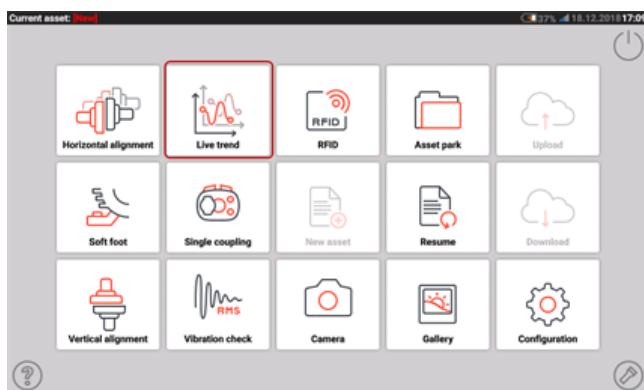 Current asset: [New]
37% 18.12.2018 17:09
Horizontal alignment
Live trend
RFID
RFID
Asset park
Upload
Soft foot
Single coupling
New asset
Resume
Download
RMS
Vertical alignment
Vibration check
Camera
Gallery
Configuration
?